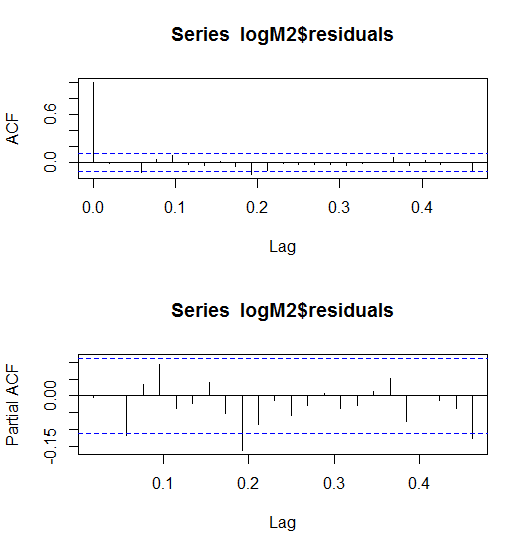 Series logM2$residuals
ACF
0.6
0.0
0.0 0.1 0.2 0.3 0.4
Lag
Series logM2$residuals
Partial ACF
0.00
-0.15
0.1 0.2 0.3 0.4
Lag